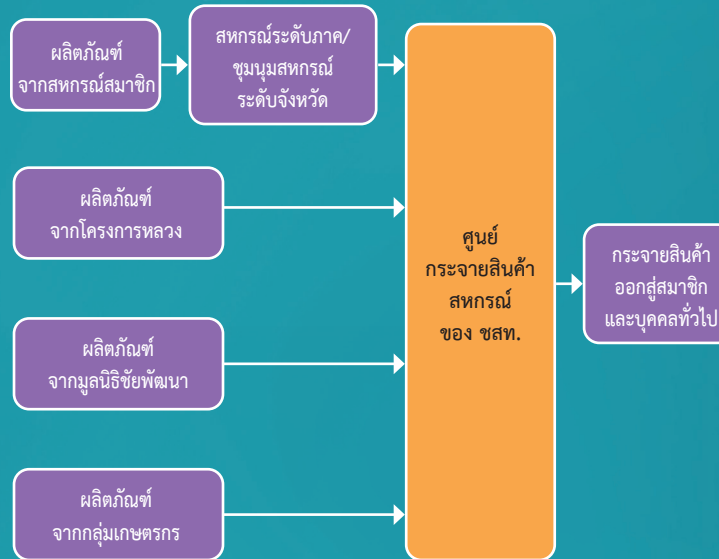 ผลิตภัณฑ์
จากสหกรณ์สมาชิก
สหกรณ์ระดับภาค/
ชุมนุมสหกรณ์
ระดับจังหวัด
ผลิตภัณฑ์
จากโครงการหลวง
ผลิตภัณฑ์
จากมูลนิธิชัยพัฒนา
ผลิตภัณฑ์
จากกลุ่มเกษตรกร
ศูนย์
กระจายสินค้า
สหกรณ์
ของ ชสท.
กระจายสินค้า
ออกสู่สมาชิก
และบุคคลทั่วไป